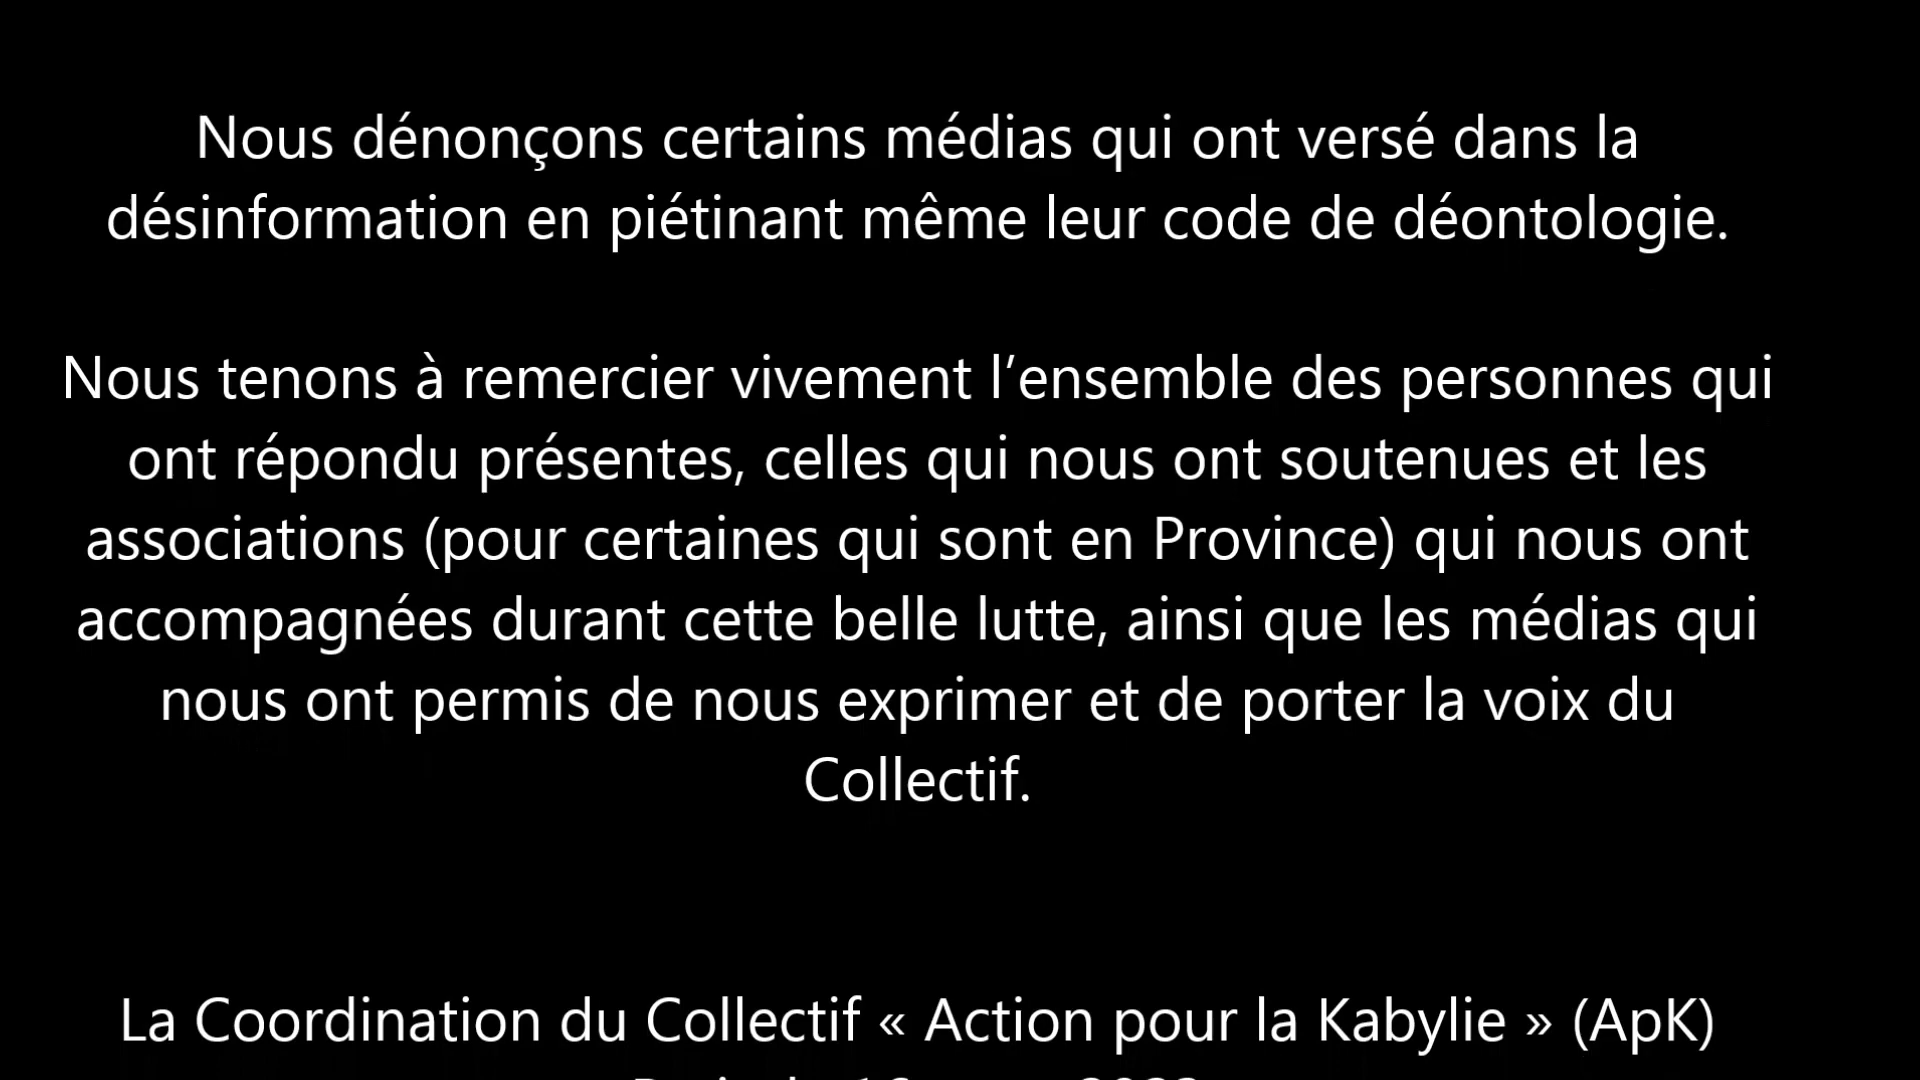 Nous dénonçons certains médias qui ont versé dans la
désinformation en piétinant même leur code de déontologie.
Nous tenons à remercier vivement l’ensemble des personnes qui
ont répondu présentes, celles qui nous ont soutenues et les
associations (pour certaines qui sont en Province) qui nous ont
accompagnées durant cette belle lutte, ainsi que les médias qui
nous ont permis de nous exprimer et de porter la voix du
Collectif.
La Coordination du Collectif « Action pour la Kabylie » (ApK)